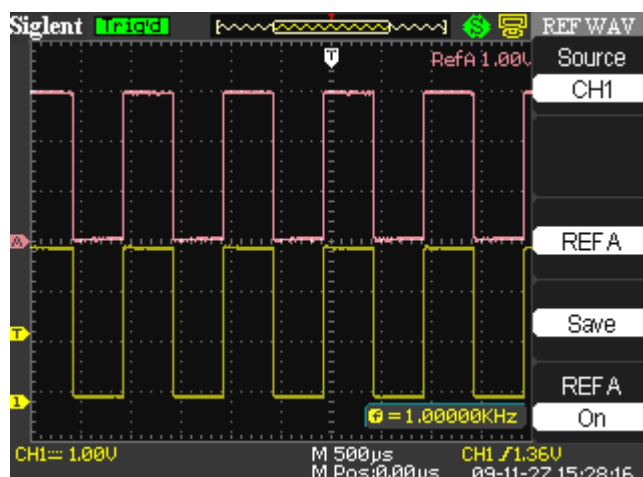 Siglent Trig'd T S REF WAV
T
RefA 1.00V
Source
CH1
A
REF A
T
Save
REF A
1
f = 1.00000KHz
On
CH1 1.00V M 500µs CH1 1.36V
M Pos:0.00µs 09-11-27 15:28:16